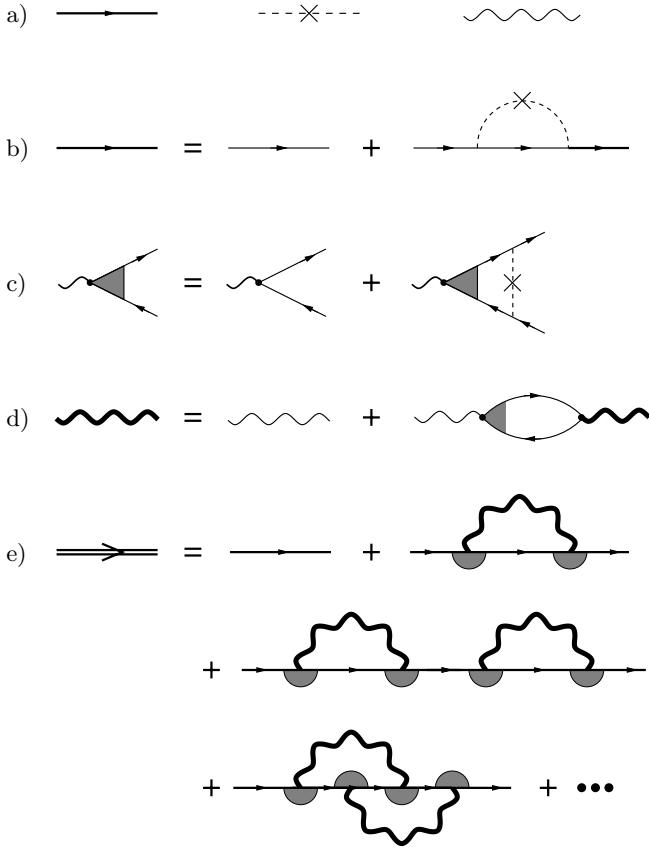 a)
b) = +
c) = +
d) = +
e) = +
+
+ + •••